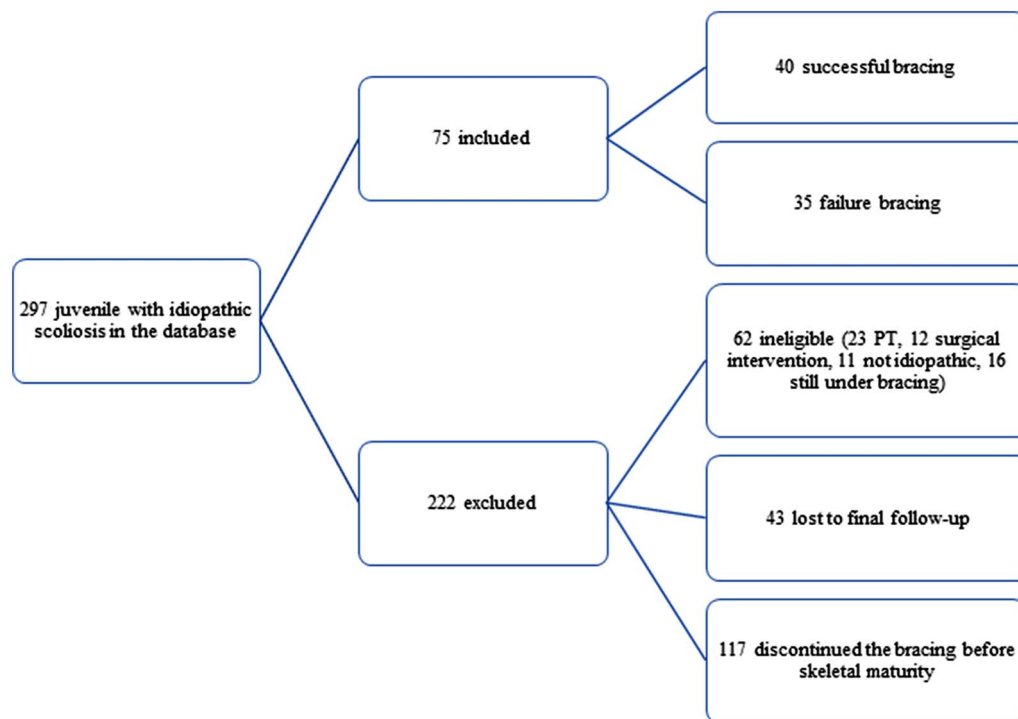 40 successful bracing
75 included
35 failure bracing
297 juvenile with idiopathic
scoliosis in the database
62 ineligible (23 PT, 12 surgical
intervention, 11 not idiopathic, 16
still under bracing)
222 excluded
43 lost to final follow-up
117 discontinued the bracing before
skeletal maturity